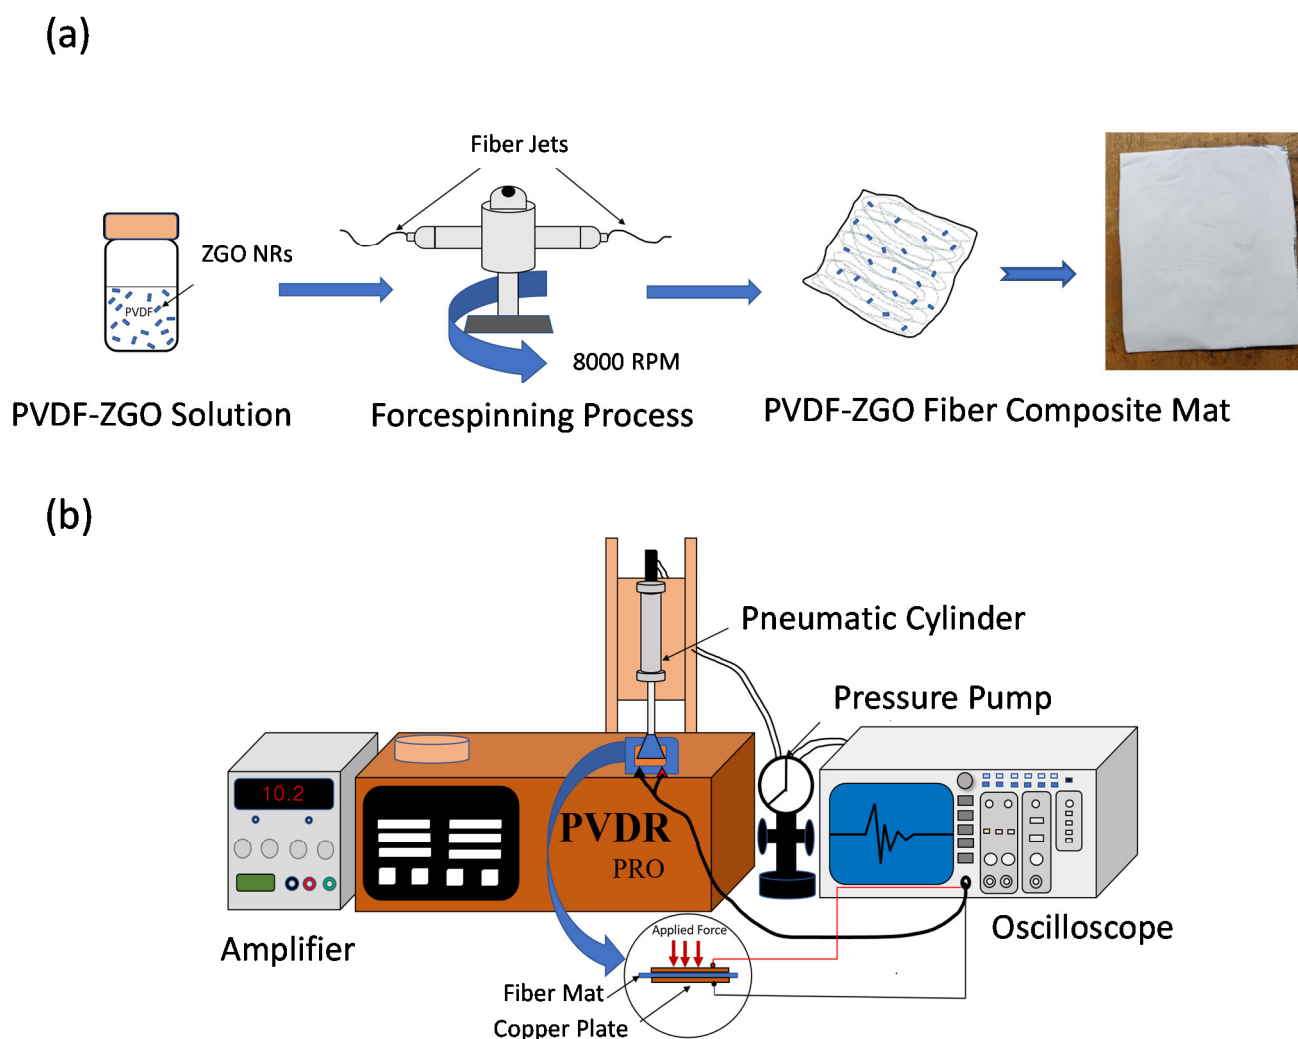 (a)
Fiber Jets
ZGO NRs
PVDF
8000 RPM
PVDF-ZGO Solution
Forcespinning Process
PVDF-ZGO Fiber Composite Mat
(b)
Pneumatic Cylinder
Pressure Pump
10.2
PVDR
PRO
Amplifier
Oscilloscope
Applied Force
Fiber Mat
Copper Plate